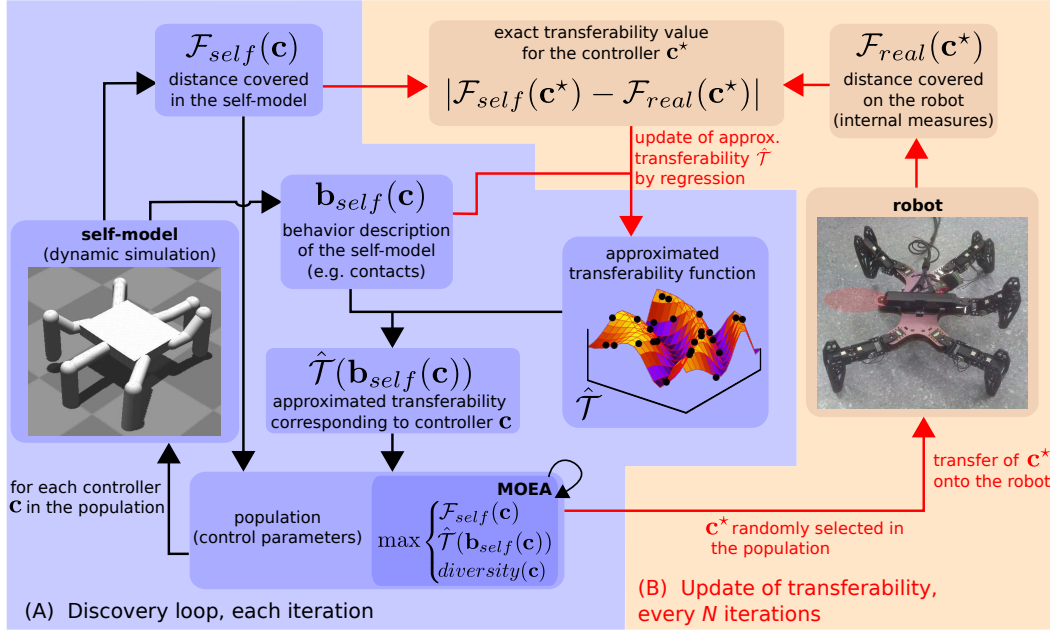 𝓕_self(𝐜)
distance covered
in the self-model
exact transferability value
for the controller 𝐜⋆
|𝓕_self(𝐜⋆) − 𝓕_real(𝐜⋆)|
𝓕_real(𝐜⋆)
distance covered
on the robot
(internal measures)
update of approx.
transferability 𝒯̂
by regression
𝐛_self(𝐜)
behavior description
of the self-model
(e.g. contacts)
self-model
(dynamic simulation)
approximated
transferability function
𝒯̂
robot
𝒯̂(𝐛_self(𝐜))
approximated transferability
corresponding to controller 𝐜
for each controller
𝐜 in the population
population
(control parameters)
MOEA
max { 𝓕_self(𝐜)
𝒯̂(𝐛_self(𝐜))
diversity(𝐜)
transfer of 𝐜⋆
onto the robot
𝐜⋆ randomly selected in
the population
(A) Discovery loop, each iteration
(B) Update of transferability,
every N iterations